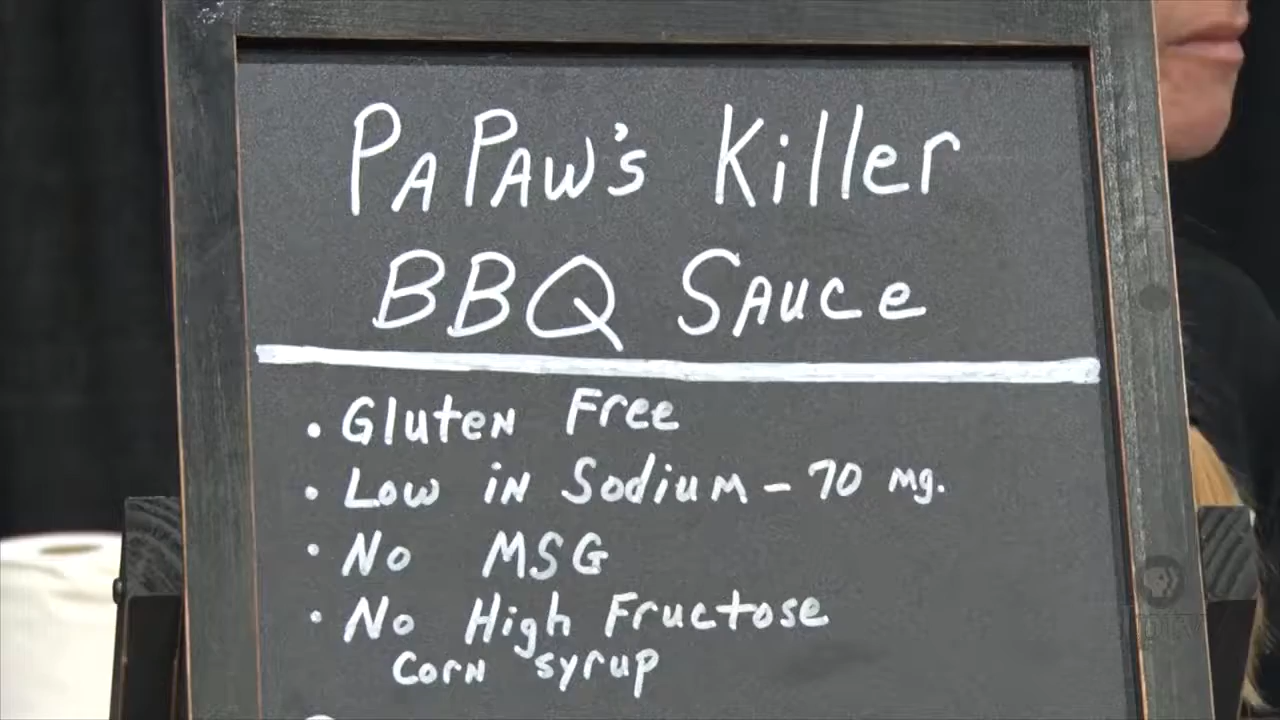 PAPAW's Killer
BBQ SAUCE
• Gluten Free
• Low in Sodium - 70 mg.
• No MSG
• No High Fructose
Corn syrup